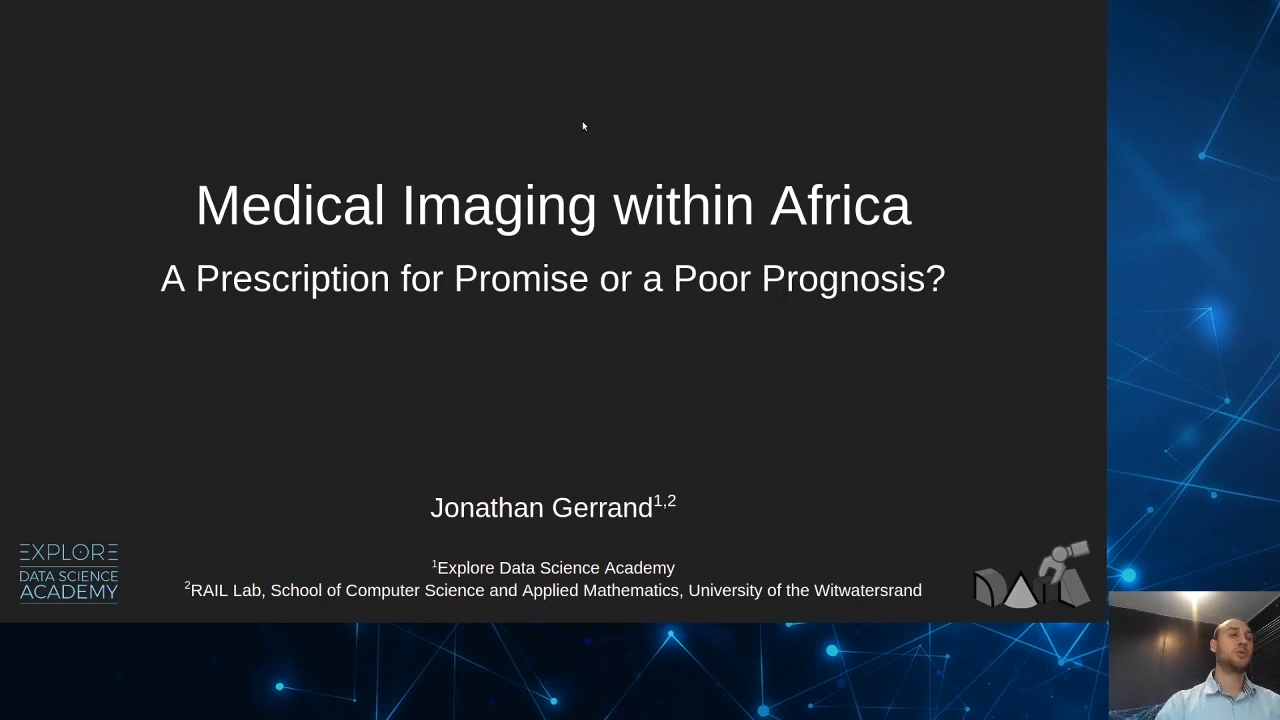 Medical Imaging within Africa
A Prescription for Promise or a Poor Prognosis?
Jonathan Gerrand1,2
1Explore Data Science Academy
2RAIL Lab, School of Computer Science and Applied Mathematics, University of the Witwatersrand
EXPLORE
DATA SCIENCE
ACADEMY
RAIL